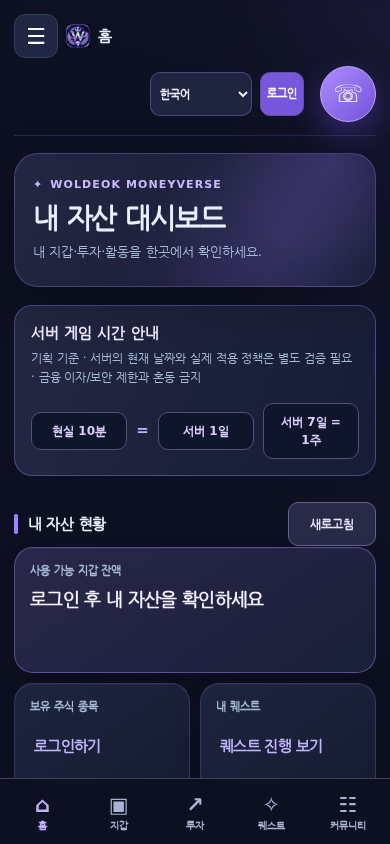 홈
한국어
로그인
WOLDEOK MONEYVERSE
내 자산 대시보드
내 지갑·투자·활동을 한곳에서 확인하세요.
서버 게임 시간 안내
기획 기준 · 서버의 현재 날짜와 실제 적용 정책은 별도 검증 필요
· 금융 이자/보안 제한과 혼동 금지
현실 10분 = 서버 1일
서버 7일 =
1주
내 자산 현황
새로고침
사용 가능 지갑 잔액
로그인 후 내 자산을 확인하세요
보유 주식 종목
로그인하기
내 퀘스트
퀘스트 진행 보기
홈
지갑
투자
퀘스트
커뮤니티